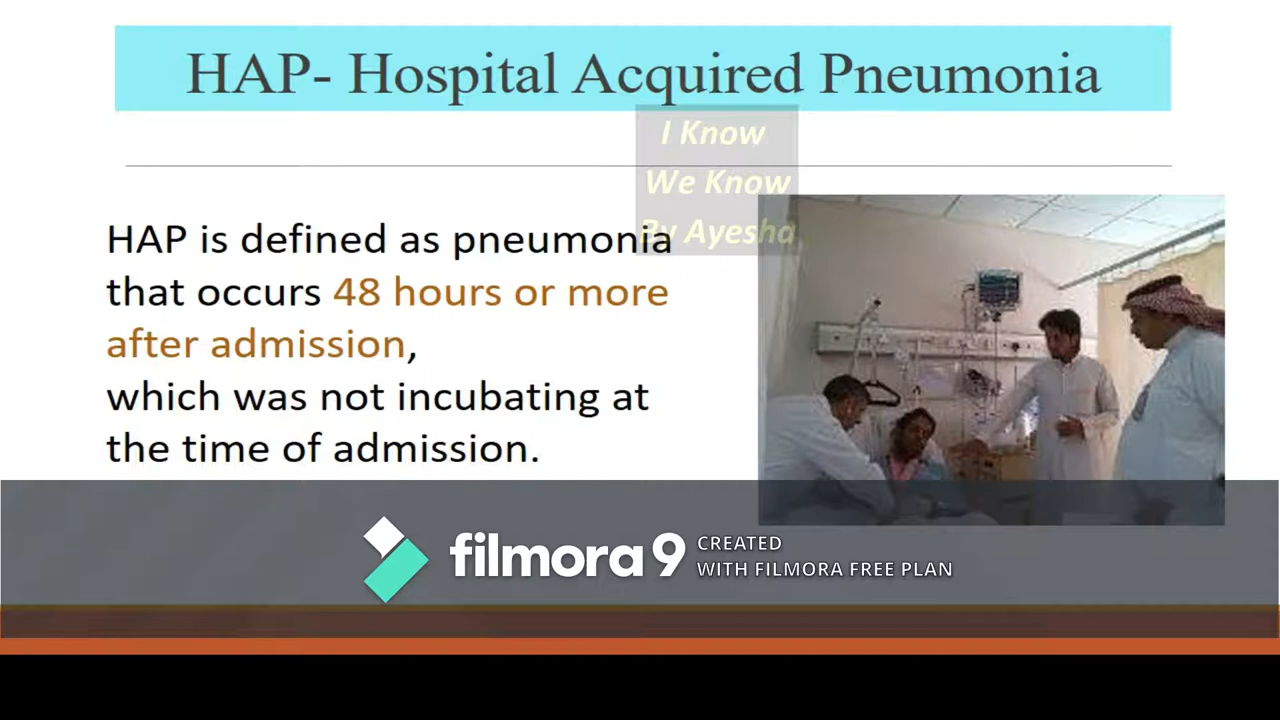 HAP- Hospital Acquired Pneumonia
I Know
We Know
By Ayesha
HAP is defined as pneumonia
that occurs 48 hours or more
after admission,
which was not incubating at
the time of admission.
filmora9
CREATED
WITH FILMORA FREE PLAN